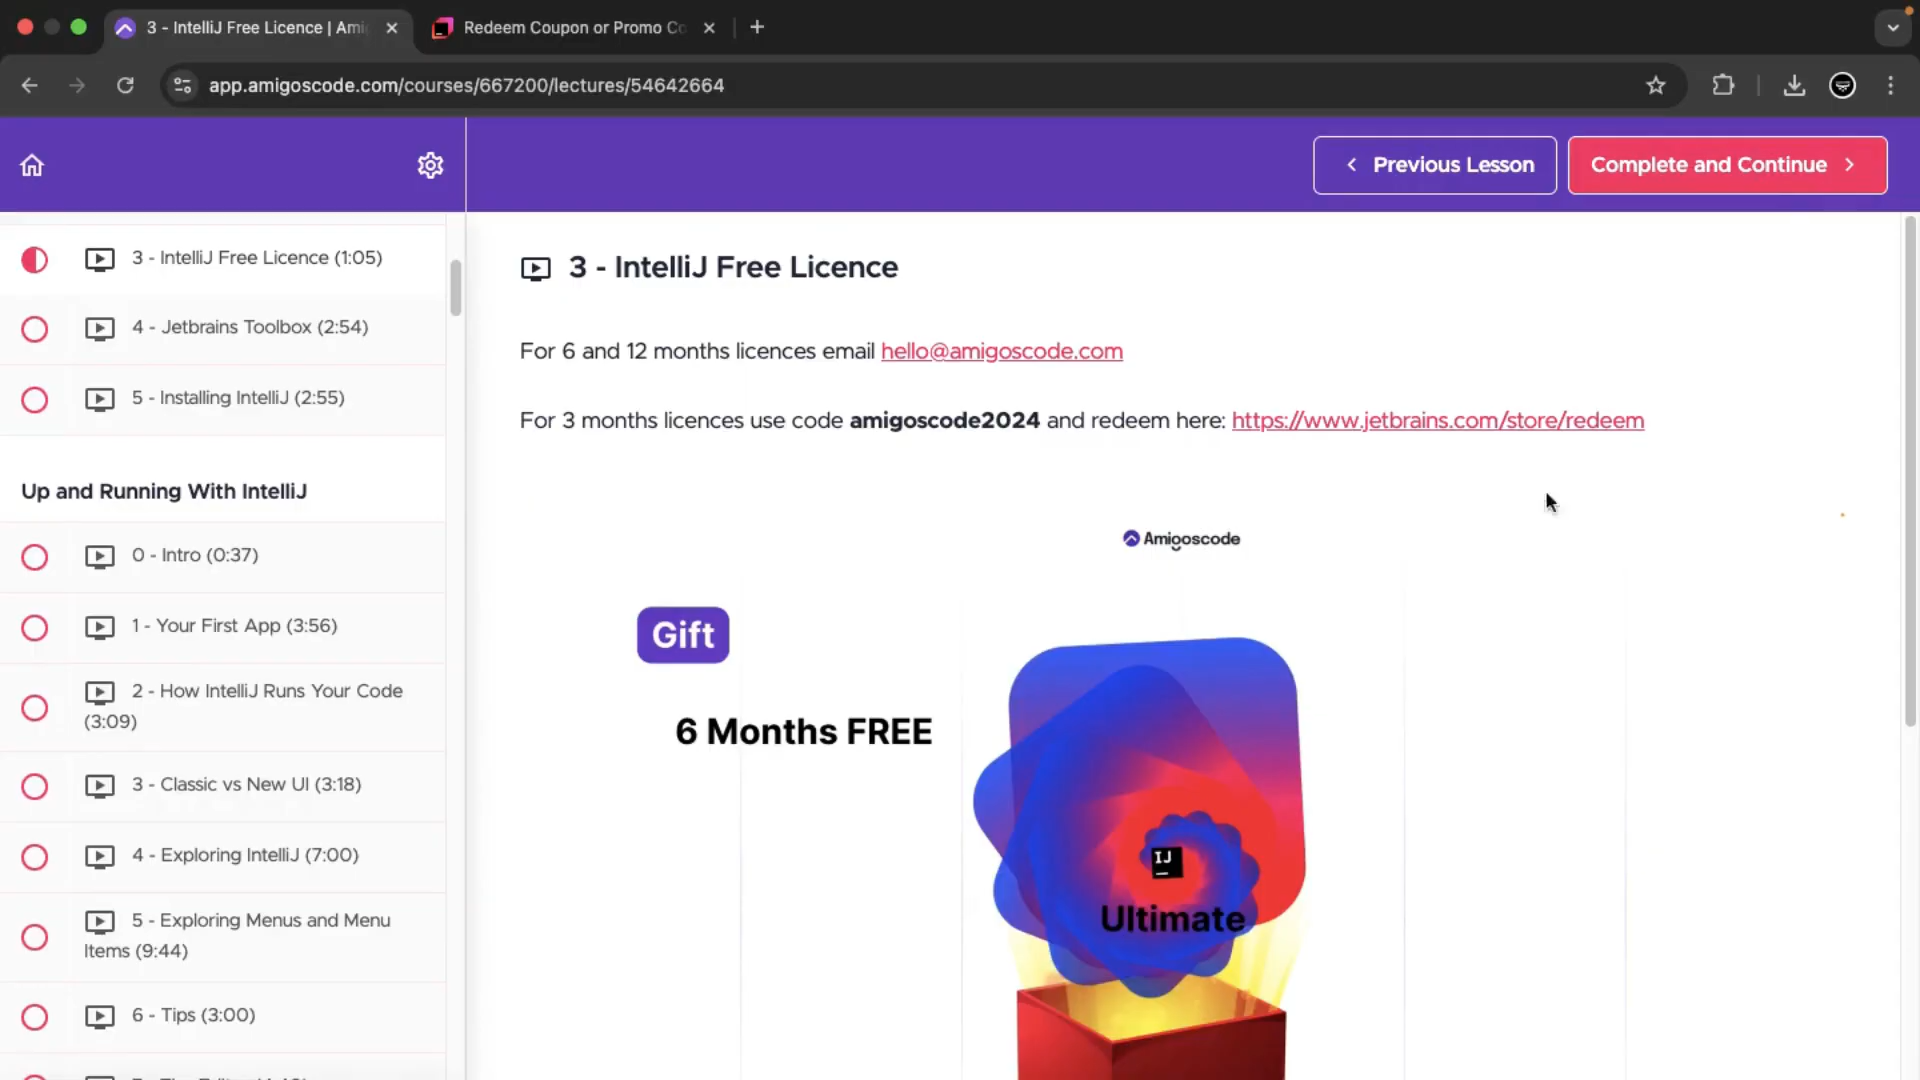 3 - IntelliJ Free Licence | Ami
Redeem Coupon or Promo Co
app.amigoscode.com/courses/667200/lectures/54642664
Previous Lesson
Complete and Continue
3 - IntelliJ Free Licence (1:05)
4 - Jetbrains Toolbox (2:54)
5 - Installing IntelliJ (2:55)
Up and Running With IntelliJ
0 - Intro (0:37)
1 - Your First App (3:56)
2 - How IntelliJ Runs Your Code
(3:09)
3 - Classic vs New UI (3:18)
4 - Exploring IntelliJ (7:00)
5 - Exploring Menus and Menu
Items (9:44)
6 - Tips (3:00)
3 - IntelliJ Free Licence
For 6 and 12 months licences email hello@amigoscode.com
For 3 months licences use code amigoscode2024 and redeem here: https://www.jetbrains.com/store/redeem
Amigoscode
Gift
6 Months FREE
IJ
Ultimate